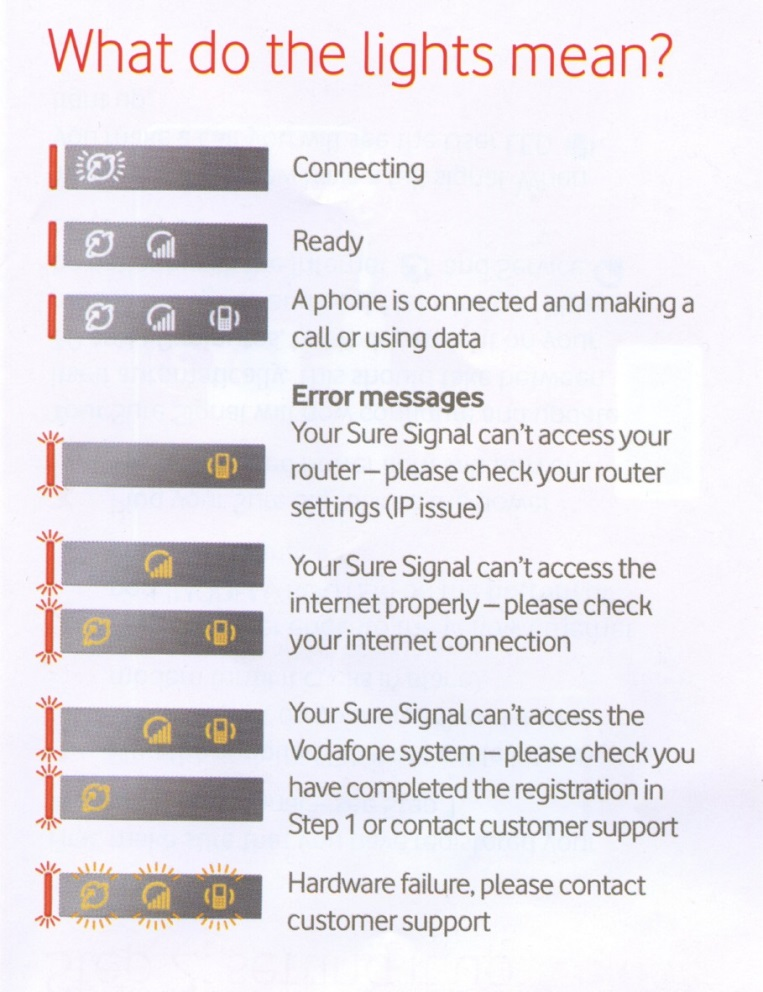 What do the lights mean?
Connecting
Ready
A phone is connected and making a
call or using data
Error messages
Your Sure Signal can't access your
router – please check your router
settings (IP issue)
Your Sure Signal can't access the
internet properly – please check
your internet connection
Your Sure Signal can't access the
Vodafone system – please check you
have completed the registration in
Step 1 or contact customer support
Hardware failure, please contact
customer support